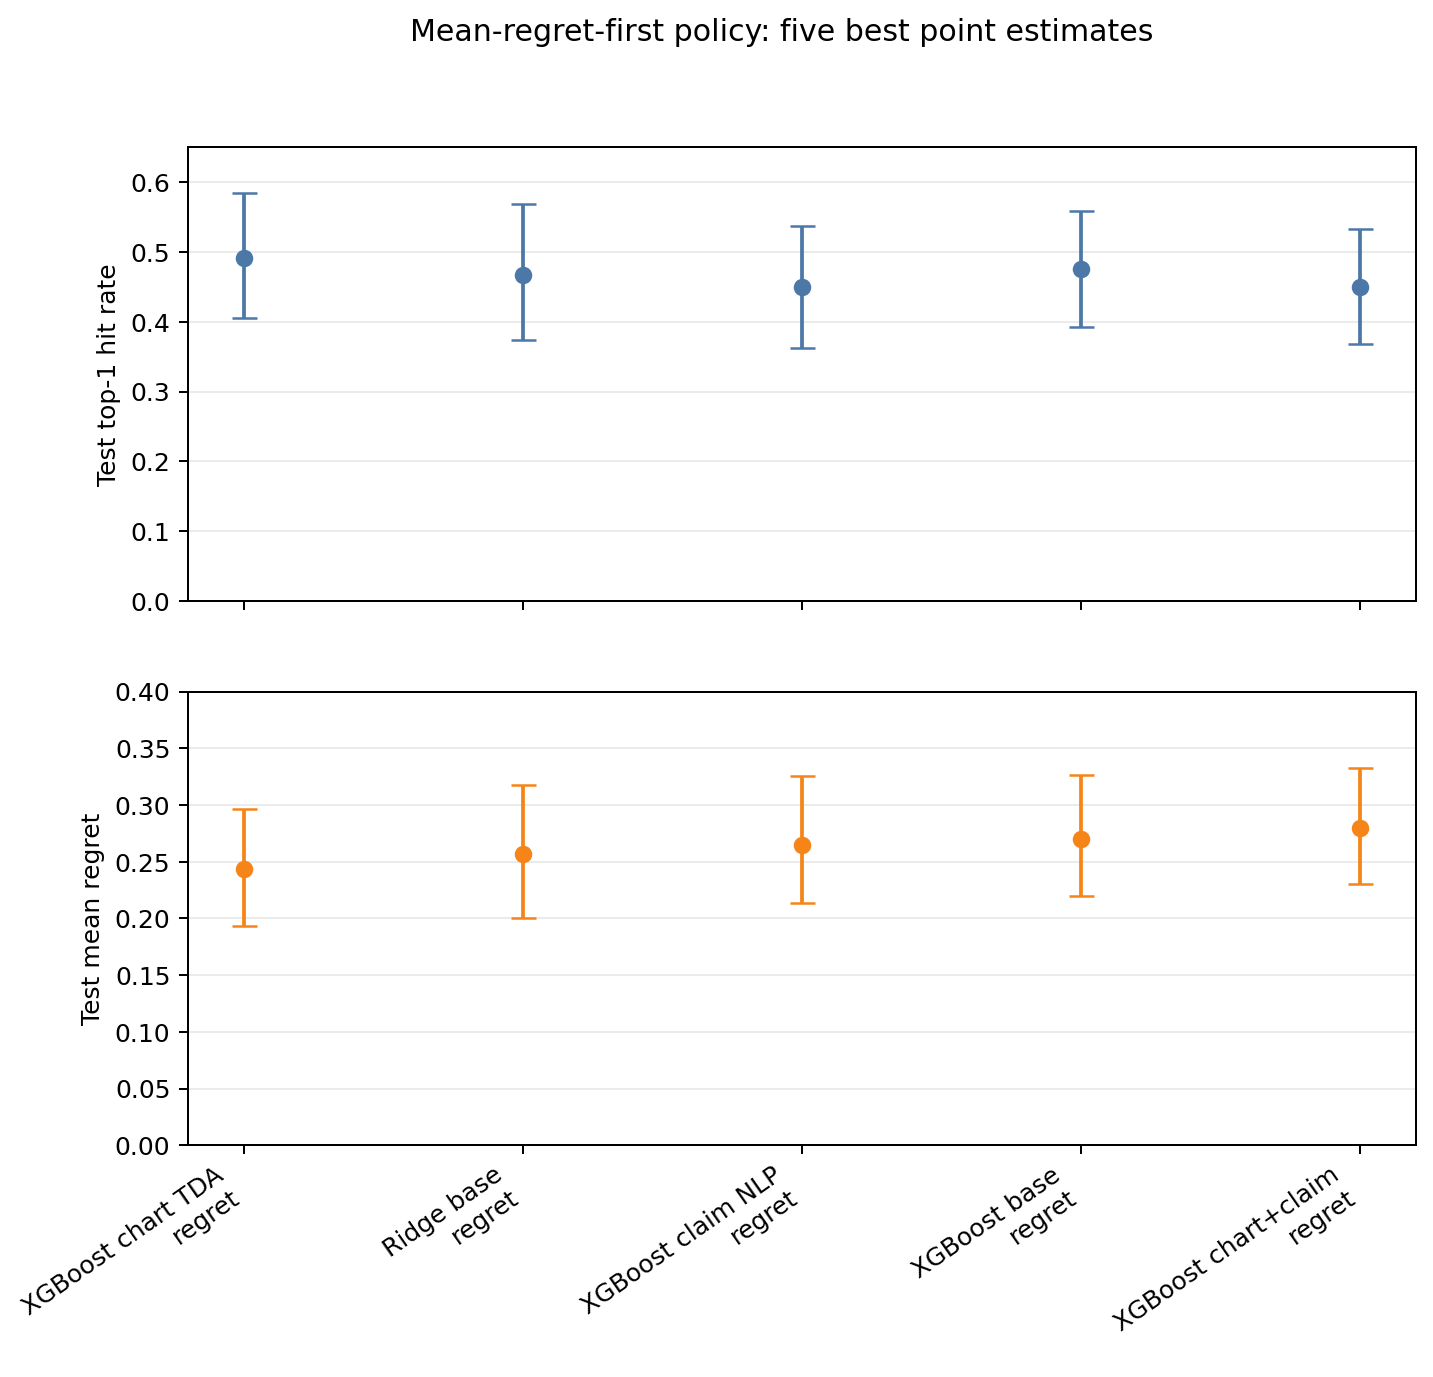 Mean-regret-first policy: five best point estimates
Test top-1 hit rate
0.6
0.5
0.4
0.3
0.2
0.1
0.0
Test mean regret
0.40
0.35
0.30
0.25
0.20
0.15
0.10
0.05
0.00
XGBoost chart TDA
regret
Ridge base
regret
XGBoost claim NLP
regret
XGBoost base
regret
XGBoost chart+claim
regret